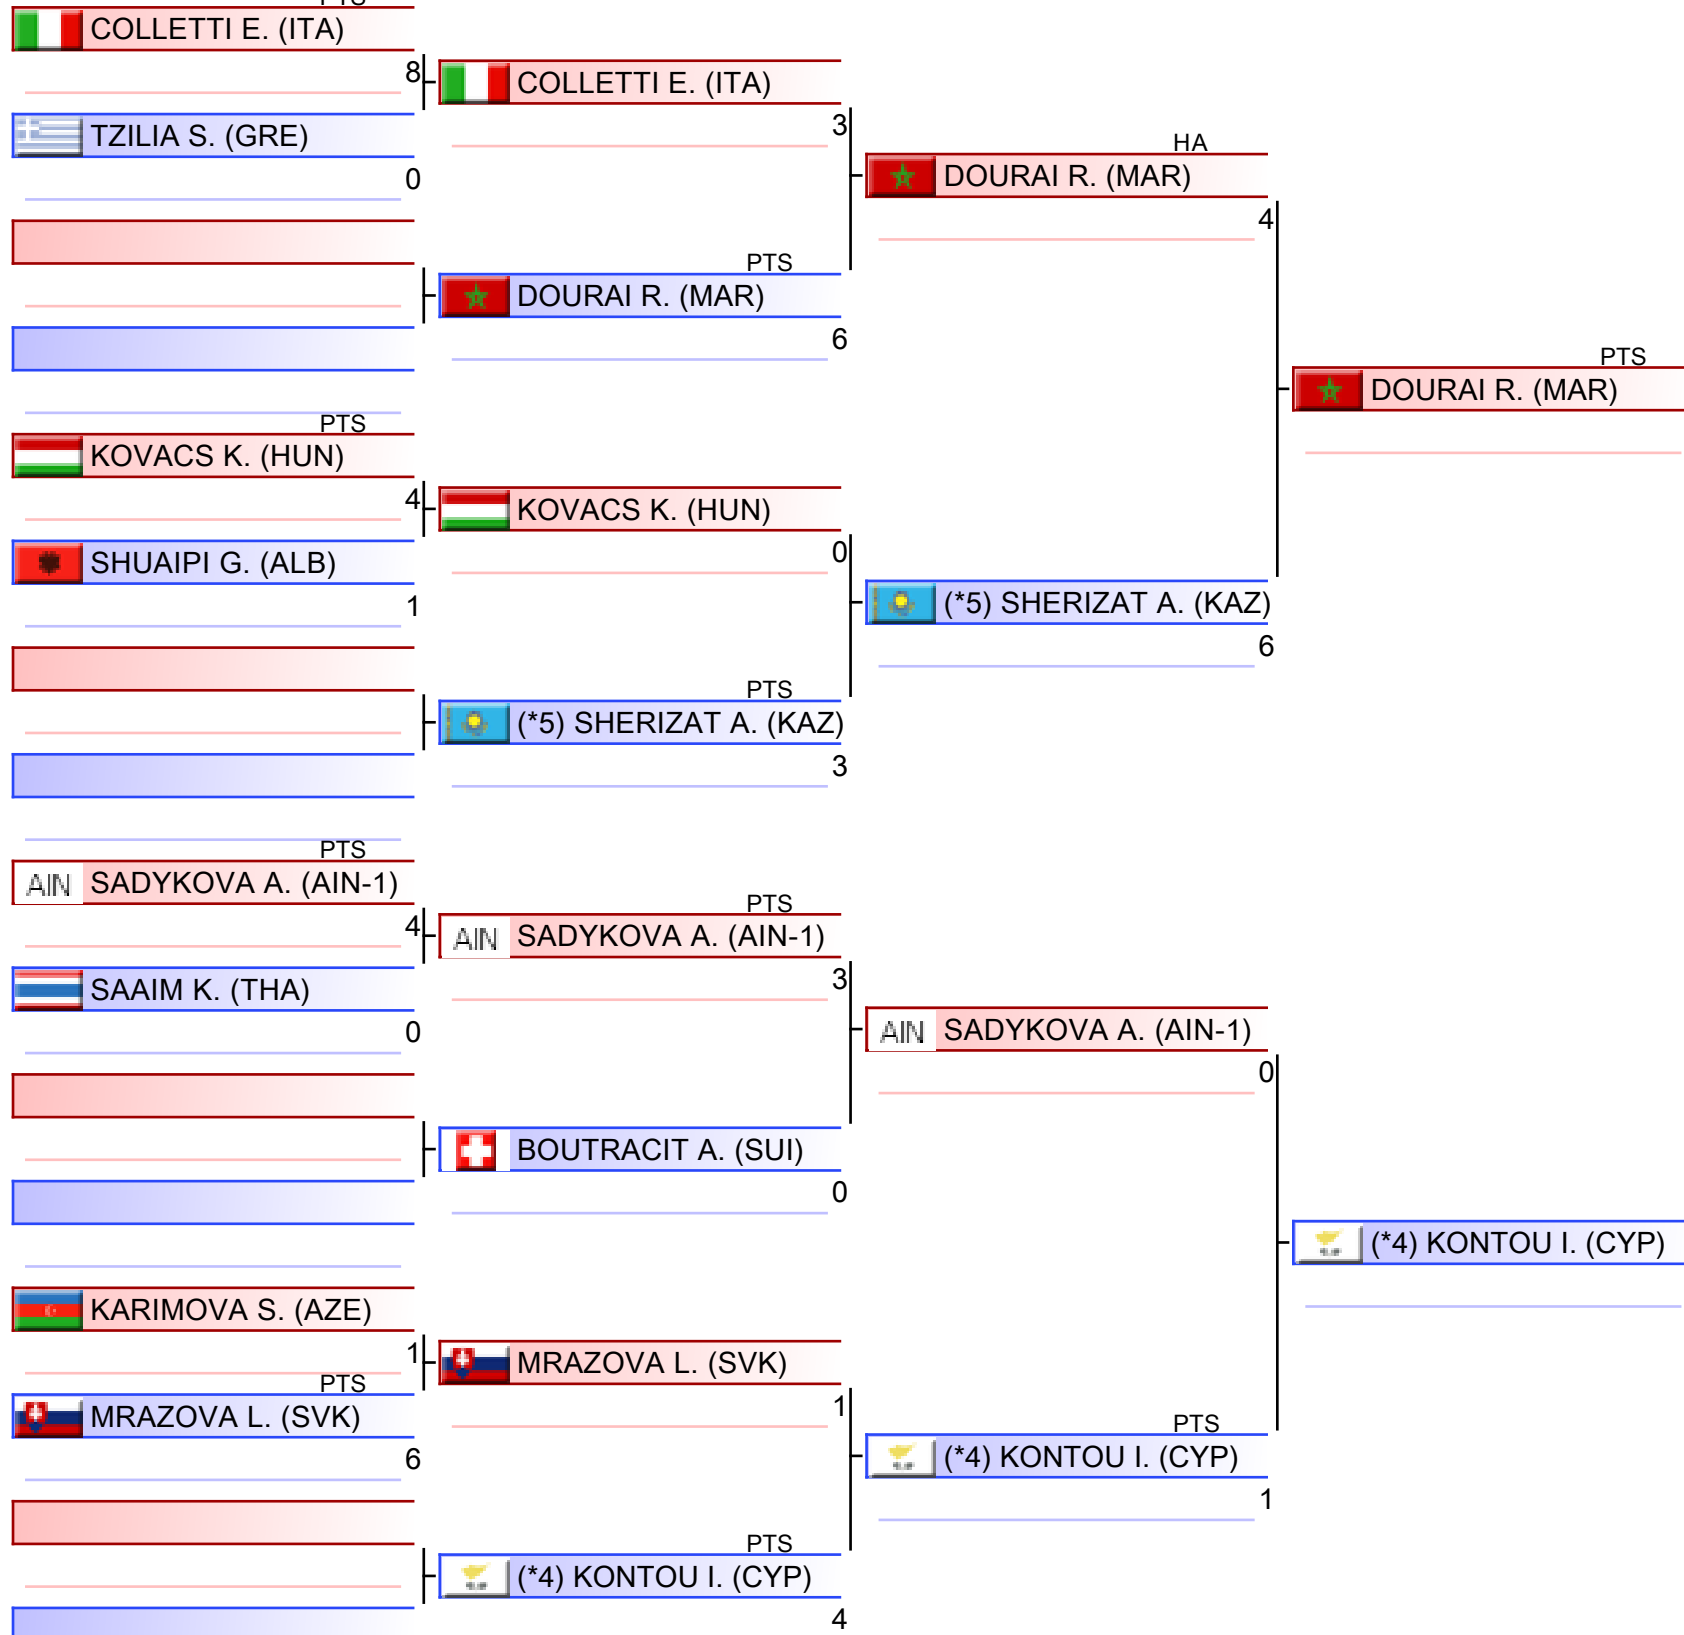 PTS
COLLETTI E. (ITA)
8
TZILIA S. (GRE)
0
PTS
KOVACS K. (HUN)
4
SHUAIPI G. (ALB)
1
PTS
AIN SADYKOVA A. (AIN-1)
4
SAAIM K. (THA)
0
KARIMOVA S. (AZE)
1
PTS
MRAZOVA L. (SVK)
6
COLLETTI E. (ITA)
3
PTS
DOURAI R. (MAR)
6
KOVACS K. (HUN)
0
PTS
(*5) SHERIZAT A. (KAZ)
3
PTS
AIN SADYKOVA A. (AIN-1)
3
BOUTRACIT A. (SUI)
0
MRAZOVA L. (SVK)
1
PTS
(*4) KONTOU I. (CYP)
4
HA
DOURAI R. (MAR)
4
(*5) SHERIZAT A. (KAZ)
6
AIN SADYKOVA A. (AIN-1)
0
PTS
(*4) KONTOU I. (CYP)
1
PTS
DOURAI R. (MAR)
(*4) KONTOU I. (CYP)